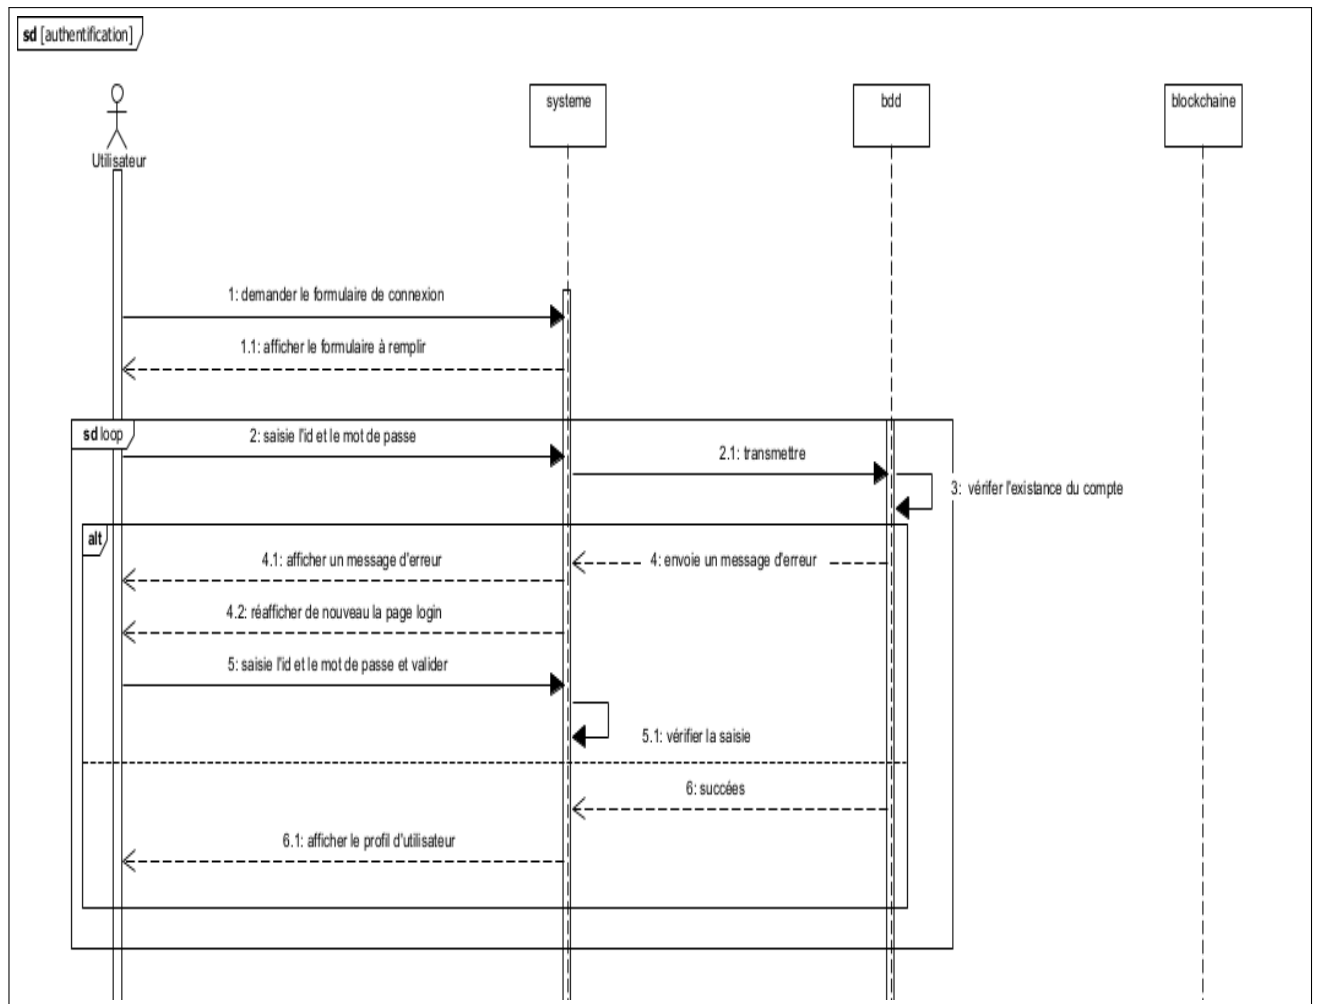 sd [authentification]
Utilisateur
systeme
bdd
blockchaine
1: demander le formulaire de connexion
1.1: afficher le formulaire à remplir
sd loop
2: saisie l'id et le mot de passe
2.1: transmettre
3: vérifer l'existance du compte
alt
4.1: afficher un message d'erreur
4: envoie un message d'erreur
4.2: réafficher de nouveau la page login
5: saisie l'id et le mot de passe et valider
5.1: vérifier la saisie
6: succées
6.1: afficher le profil d'utilisateur